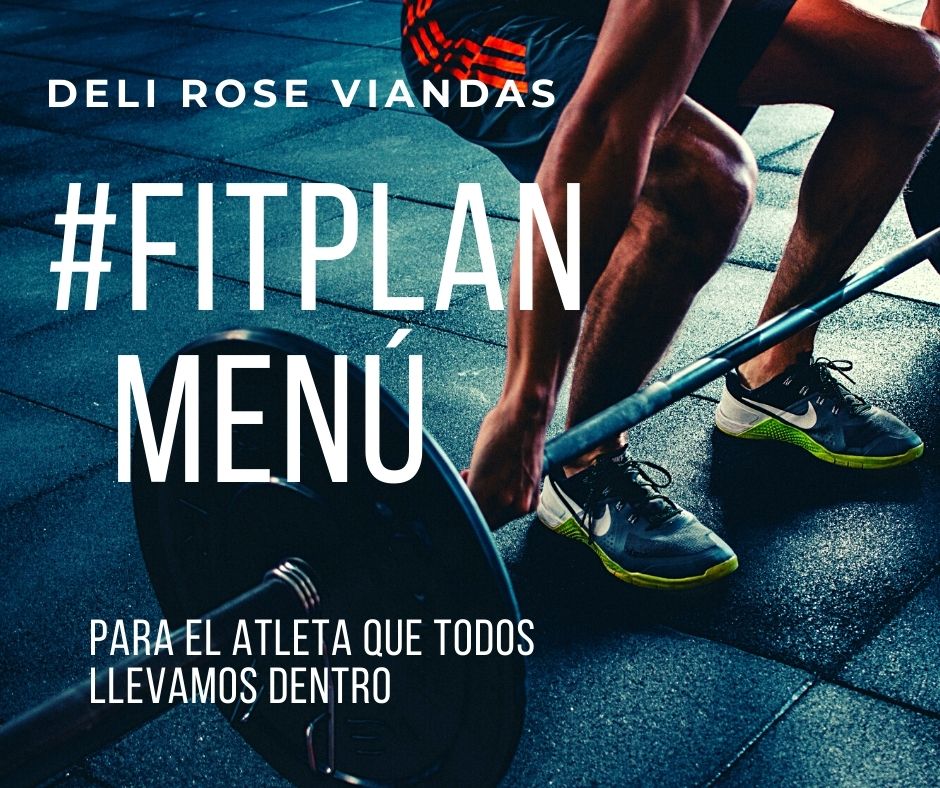 DELI ROSE VIANDAS
#FITPLAN
MENÚ
PARA EL ATLETA QUE TODOS
LLEVAMOS DENTRO